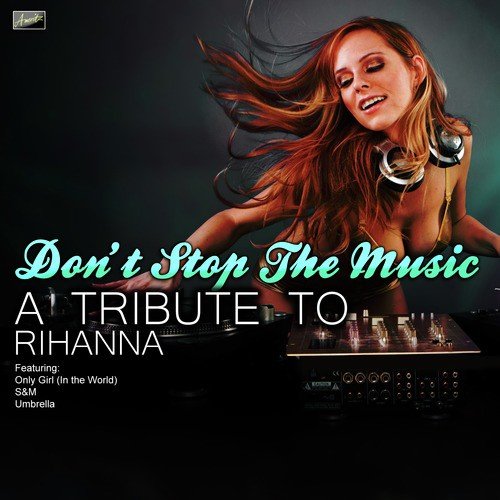 Don't Stop The Music
A TRIBUTE TO
RIHANNA
Featuring:
Only Girl (In the World)
S&M
Umbrella